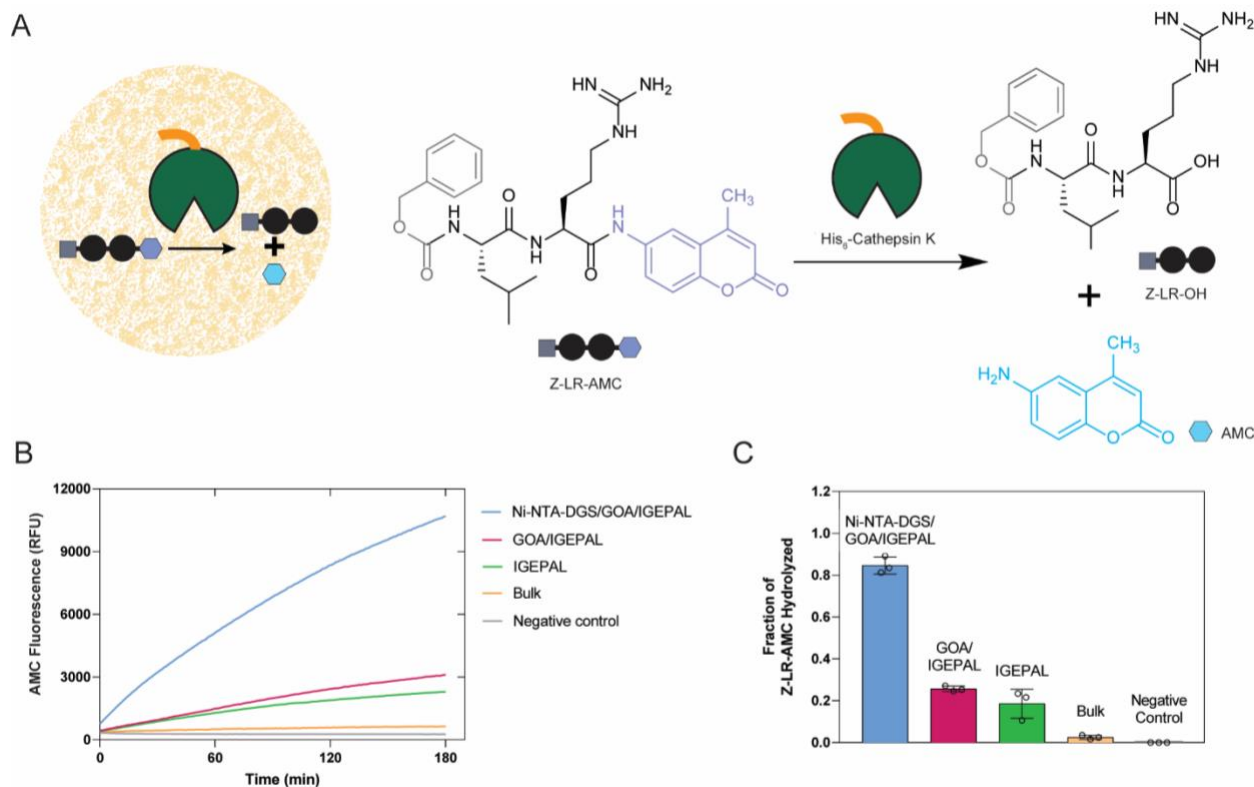 A
HN
NH2
NH
O
H
N
O
O
N
H
O
H
N
CH3
O
O
Z-LR-AMC
His6-Cathepsin K
HN
NH2
NH
O
H
N
O
O
N
H
O
OH
Z-LR-OH
+
CH3
H2N
O
O
AMC
B
AMC Fluorescence (RFU)
12000
9000
6000
3000
0
0
60
120
180
Time (min)
Ni-NTA-DGS/GOA/IGEPAL
GOA/IGEPAL
IGEPAL
Bulk
Negative control
C
Fraction of
Z-LR-AMC Hydrolyzed
1.2
1.0
0.8
0.6
0.4
0.2
0.0
Ni-NTA-DGS/
GOA/IGEPAL
GOA/
IGEPAL
IGEPAL
Bulk
Negative
Control